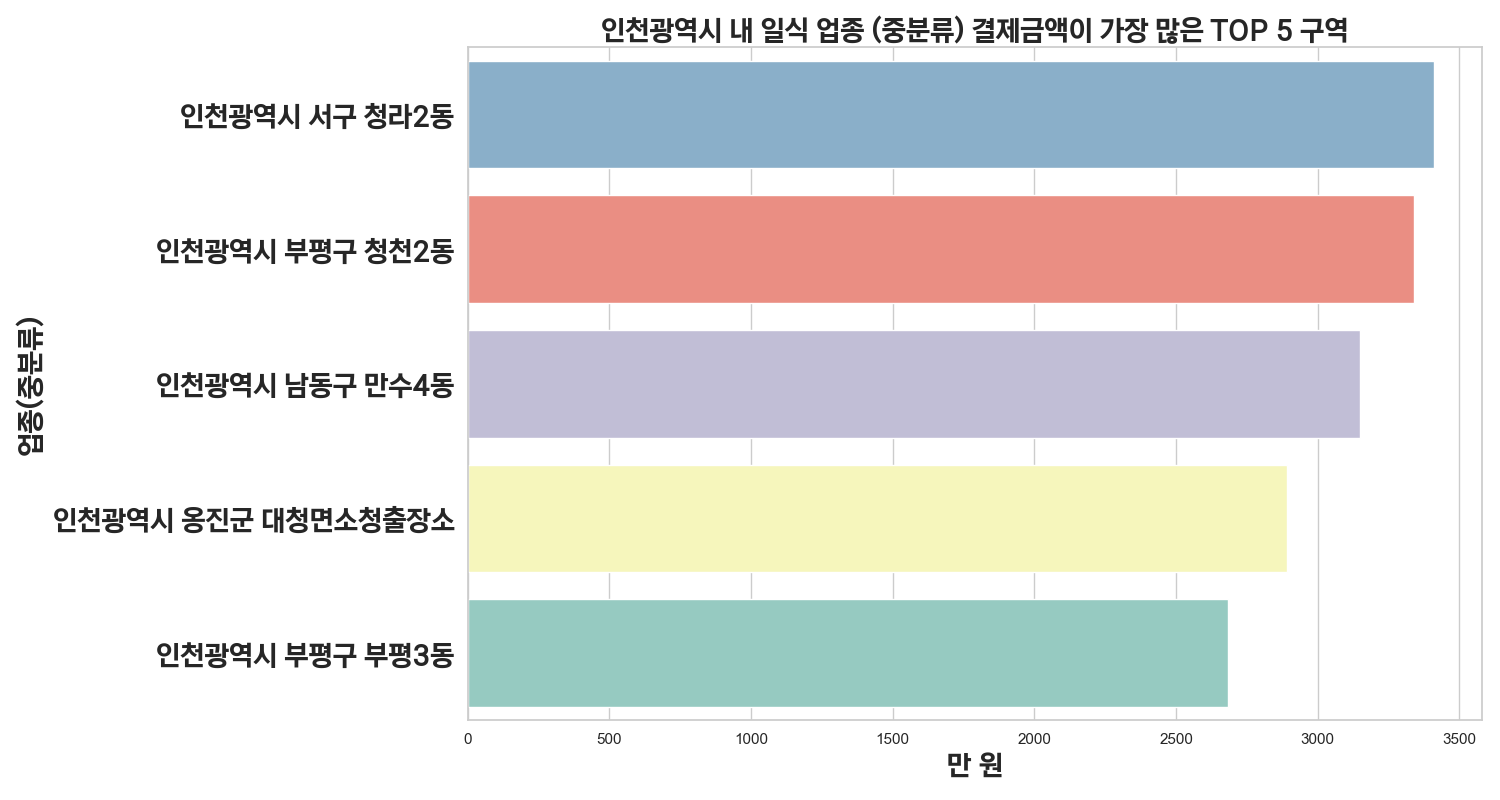 인천광역시 내 일식 업종 (중분류) 결제금액이 가장 많은 TOP 5 구역
업종(중분류)
인천광역시 서구 청라2동
인천광역시 부평구 청천2동
인천광역시 남동구 만수4동
인천광역시 옹진군 대청면소청출장소
인천광역시 부평구 부평3동
0 500 1000 1500 2000 2500 3000 3500
만 원